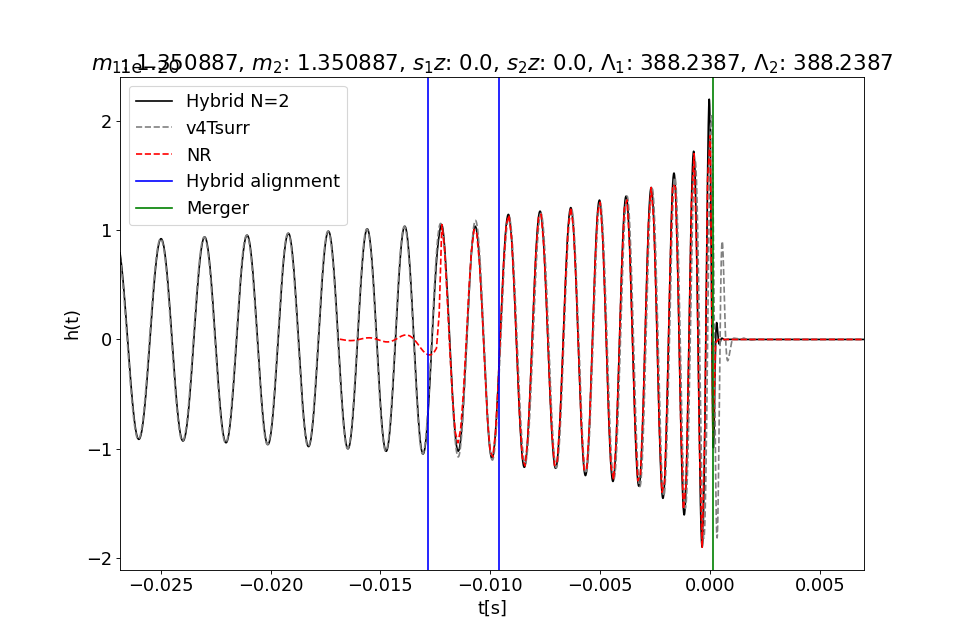 m₁: 1.350887, m₂: 1.350887, s₁z: 0.0, s₂z: 0.0, Λ₁: 388.2387, Λ₂: 388.2387
1e−20
Hybrid N=2
v4Tsurr
NR
Hybrid alignment
Merger
2
1
0
−1
−2
h(t)
−0.025
−0.020
−0.015
−0.010
−0.005
0.000
0.005
t[s]